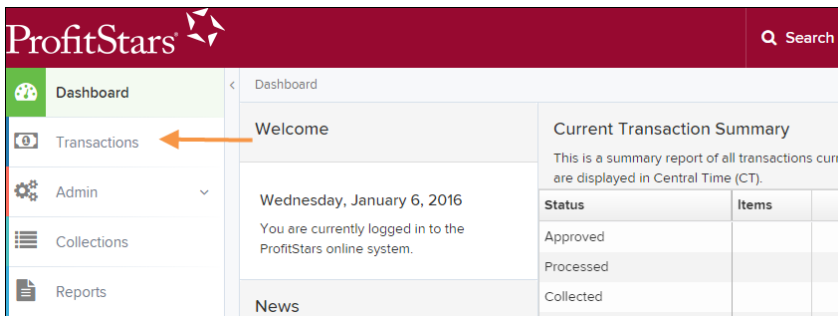 ProfitStars®
Search
Dashboard
Transactions
Admin
Collections
Reports
Dashboard
Welcome
Wednesday, January 6, 2016
You are currently logged in to the
ProfitStars online system.
News
Current Transaction Summary
This is a summary report of all transactions curr
are displayed in Central Time (CT).
Status Items
Approved
Processed
Collected